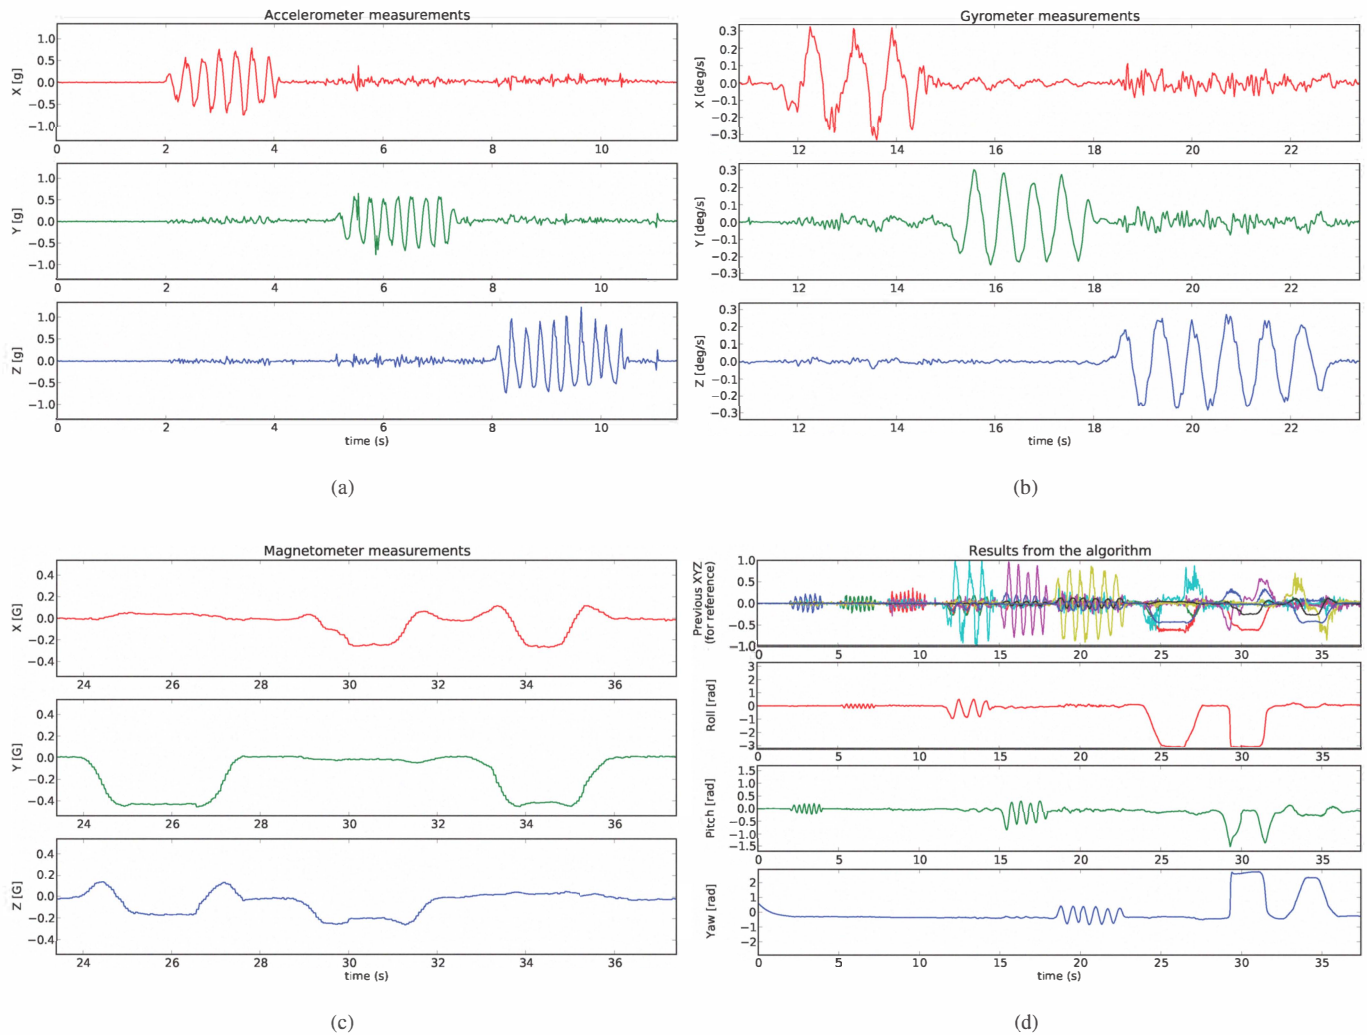 Accelerometer measurements
X [g]
1.0
0.5
0.0
−0.5
−1.0
0 2 4 6 8 10
Y [g]
1.0
0.5
0.0
−0.5
−1.0
0 2 4 6 8 10
Z [g]
1.0
0.5
0.0
−0.5
−1.0
0 2 4 6 8 10
time (s)
(a)
Gyrometer measurements
X [deg/s]
0.3
0.2
0.1
0.0
−0.1
−0.2
−0.3
12 14 16 18 20 22
Y [deg/s]
0.3
0.2
0.1
0.0
−0.1
−0.2
−0.3
12 14 16 18 20 22
Z [deg/s]
0.3
0.2
0.1
0.0
−0.1
−0.2
−0.3
12 14 16 18 20 22
time (s)
(b)
Magnetometer measurements
X [G]
0.4
0.2
0.0
−0.2
−0.4
24 26 28 30 32 34 36
Y [G]
0.4
0.2
0.0
−0.2
−0.4
24 26 28 30 32 34 36
Z [G]
0.4
0.2
0.0
−0.2
−0.4
24 26 28 30 32 34 36
time (s)
(c)
Results from the algorithm
Previous XYZ
(for reference)
1.0
0.5
0.0
−0.5
−1.0
0 5 10 15 20 25 30 35
Roll [rad]
3
2
1
0
−1
−2
−3
0 5 10 15 20 25 30 35
Pitch [rad]
1.5
1.0
0.5
0.0
−0.5
−1.0
−1.5
0 5 10 15 20 25 30 35
Yaw [rad]
2
1
0
−1
−2
0 5 10 15 20 25 30 35
time (s)
(d)